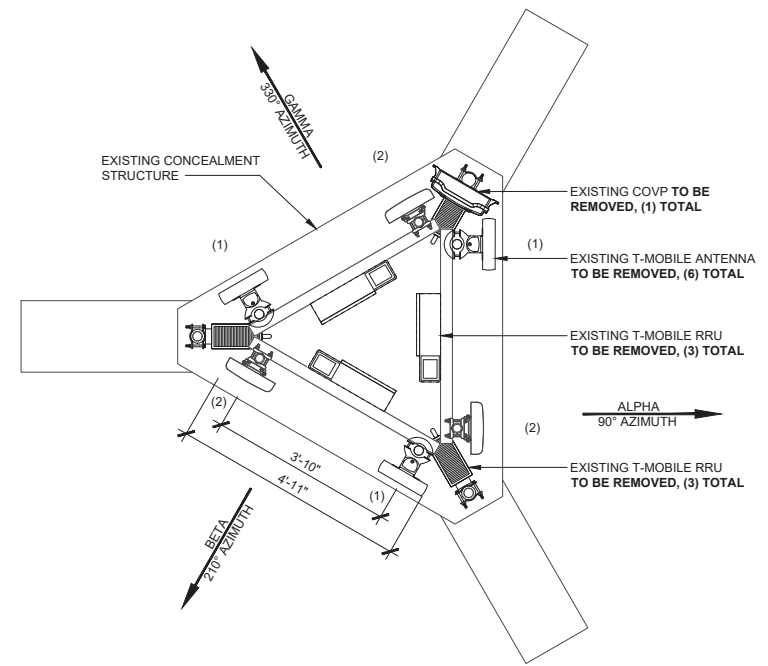 GAMMA
330° AZIMUTH
(2)
EXISTING CONCEALMENT
STRUCTURE
EXISTING COVP TO BE
REMOVED, (1) TOTAL
(1)
(1)
EXISTING T-MOBILE ANTENNA
TO BE REMOVED, (6) TOTAL
EXISTING T-MOBILE RRU
TO BE REMOVED, (3) TOTAL
(2)
ALPHA
90° AZIMUTH
(2)
3'-10"
4'-11"
(1)
EXISTING T-MOBILE RRU
TO BE REMOVED, (3) TOTAL
BETA
210° AZIMUTH